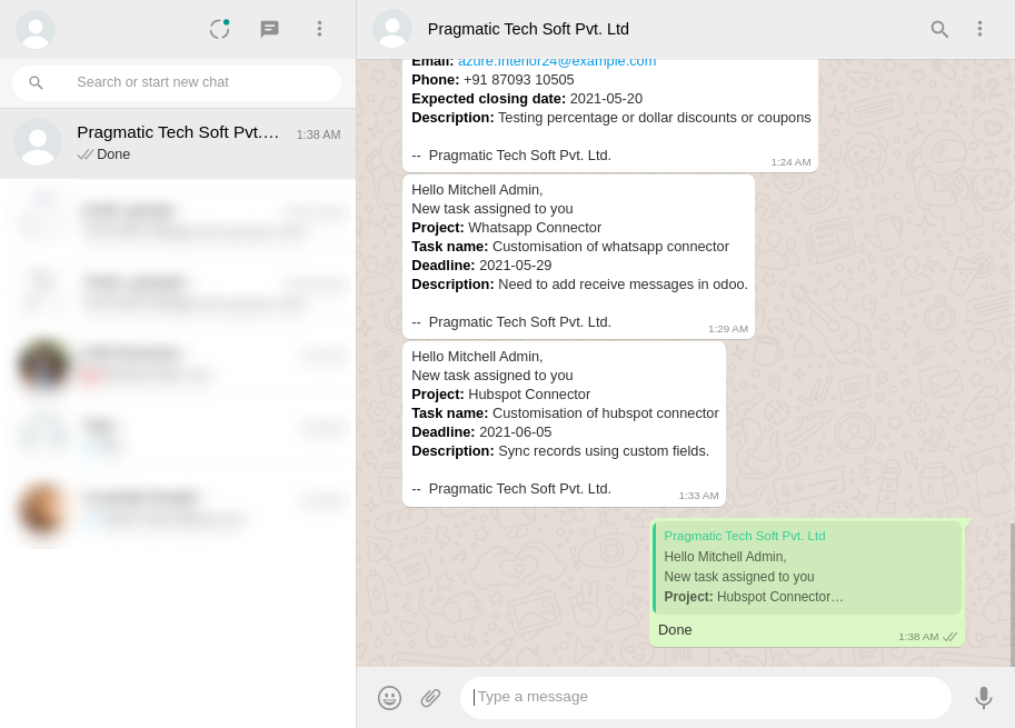 Search or start new chat
Pragmatic Tech Soft Pvt.... 1:38 AM
Done
Pragmatic Tech Soft Pvt. Ltd
Email: azure.Interior24@example.com
Phone: +91 87093 10505
Expected closing date: 2021-05-20
Description: Testing percentage or dollar discounts or coupons
-- Pragmatic Tech Soft Pvt. Ltd.
1:24 AM
Hello Mitchell Admin,
New task assigned to you
Project: Whatsapp Connector
Task name: Customisation of whatsapp connector
Deadline: 2021-05-29
Description: Need to add receive messages in odoo.
-- Pragmatic Tech Soft Pvt. Ltd.
1:29 AM
Hello Mitchell Admin,
New task assigned to you
Project: Hubspot Connector
Task name: Customisation of hubspot connector
Deadline: 2021-06-05
Description: Sync records using custom fields.
-- Pragmatic Tech Soft Pvt. Ltd.
1:33 AM
Pragmatic Tech Soft Pvt. Ltd
Hello Mitchell Admin,
New task assigned to you
Project: Hubspot Connector…
Done
1:38 AM
Type a message